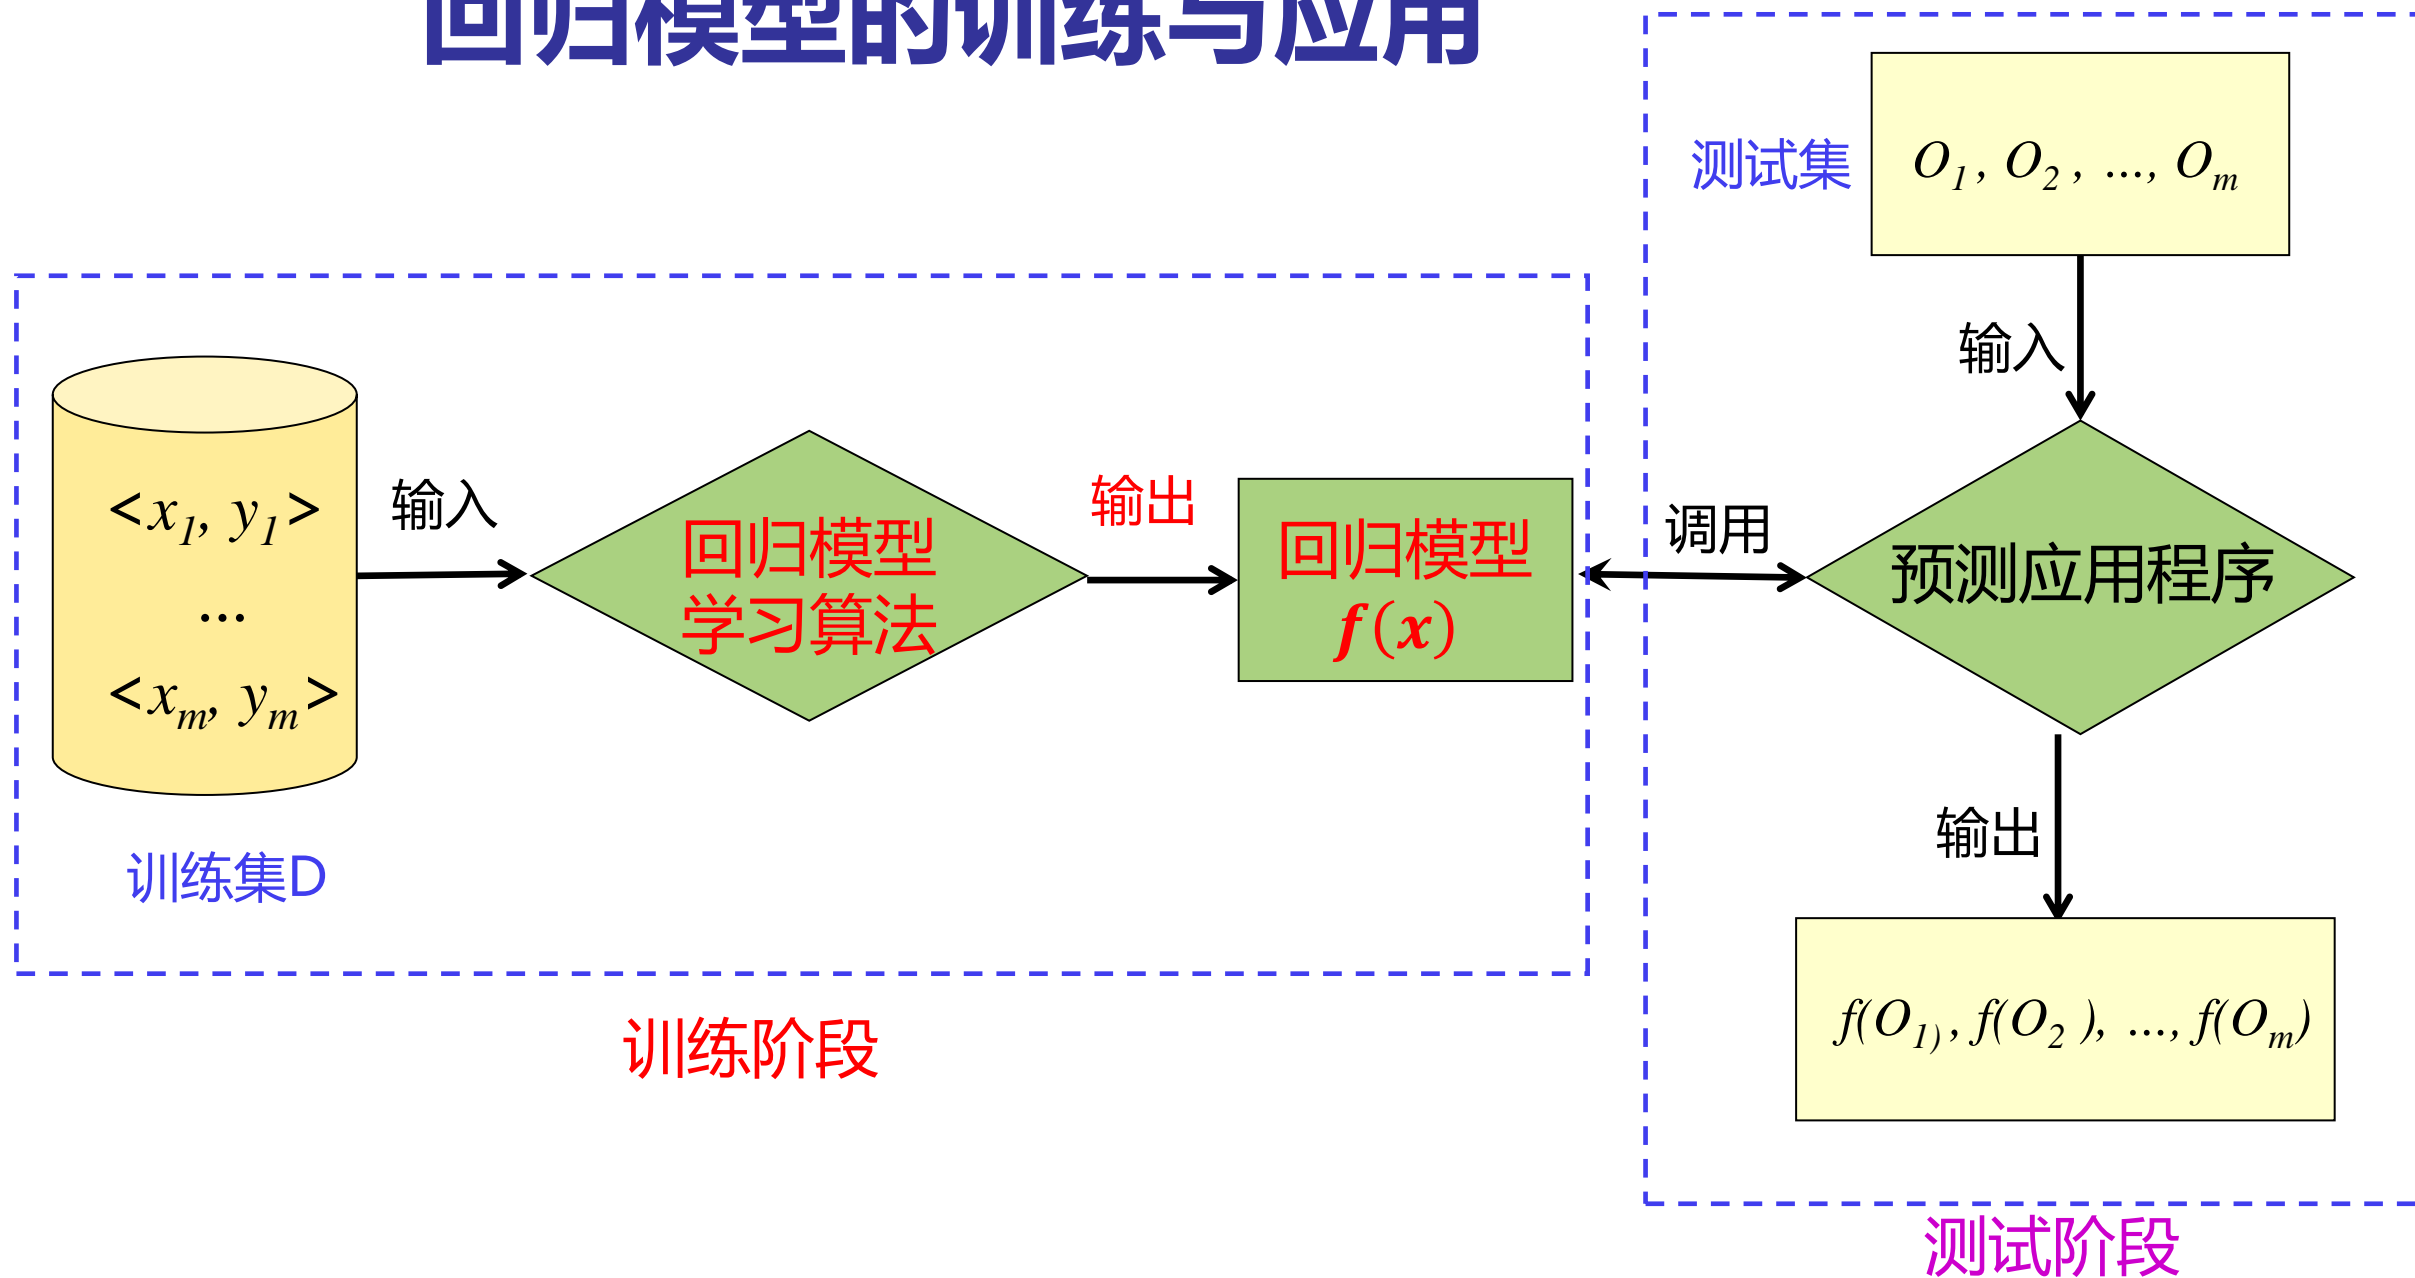 回归模型的训练与应用
测试集
O1, O2, ..., Om
输入
<x1, y1>
...
<xm, ym>
训练集D
输入
回归模型
学习算法
输出
回归模型
f(x)
调用
预测应用程序
输出
f(O1), f(O2 ), ..., f(Om)
训练阶段
测试阶段